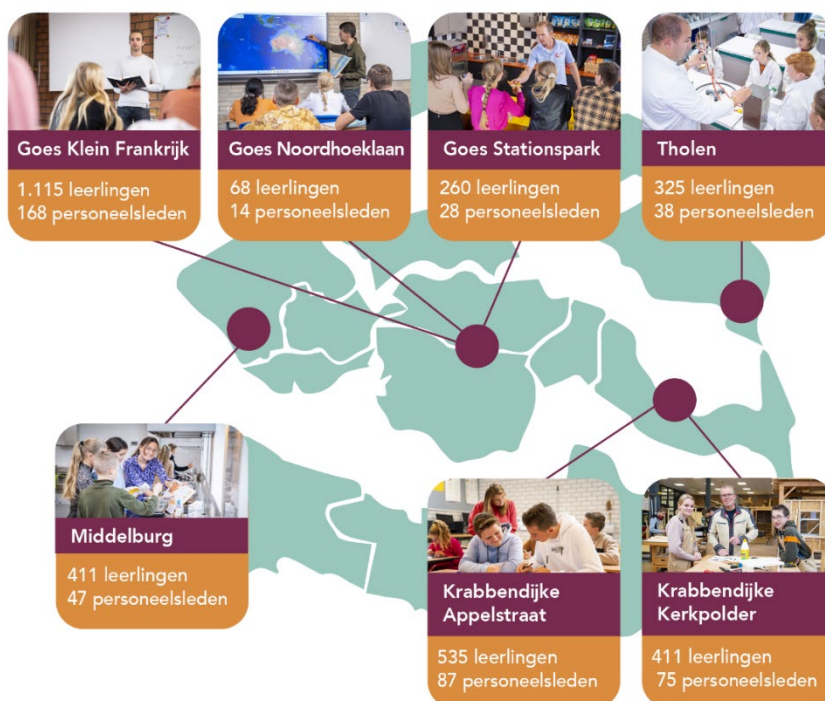 Goes Klein Frankrijk
1.115 leerlingen
168 personeelsleden
Goes Noordhoeklaan
68 leerlingen
14 personeelsleden
Goes Stationspark
260 leerlingen
28 personeelsleden
Tholen
325 leerlingen
38 personeelsleden
Middelburg
411 leerlingen
47 personeelsleden
Krabbendijke
Appelstraat
535 leerlingen
87 personeelsleden
Krabbendijke
Kerkpolder
411 leerlingen
75 personeelsleden